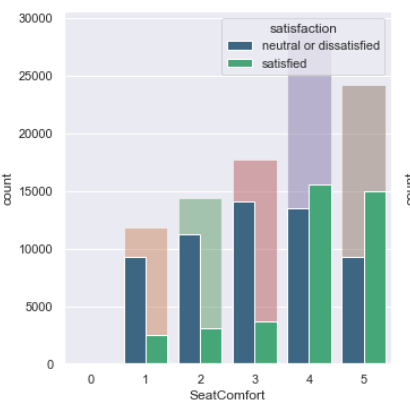 30000
satisfaction
neutral or dissatisfied
satisfied
25000
20000
15000
10000
5000
0
count
count
0 1 2 3 4 5
SeatComfort